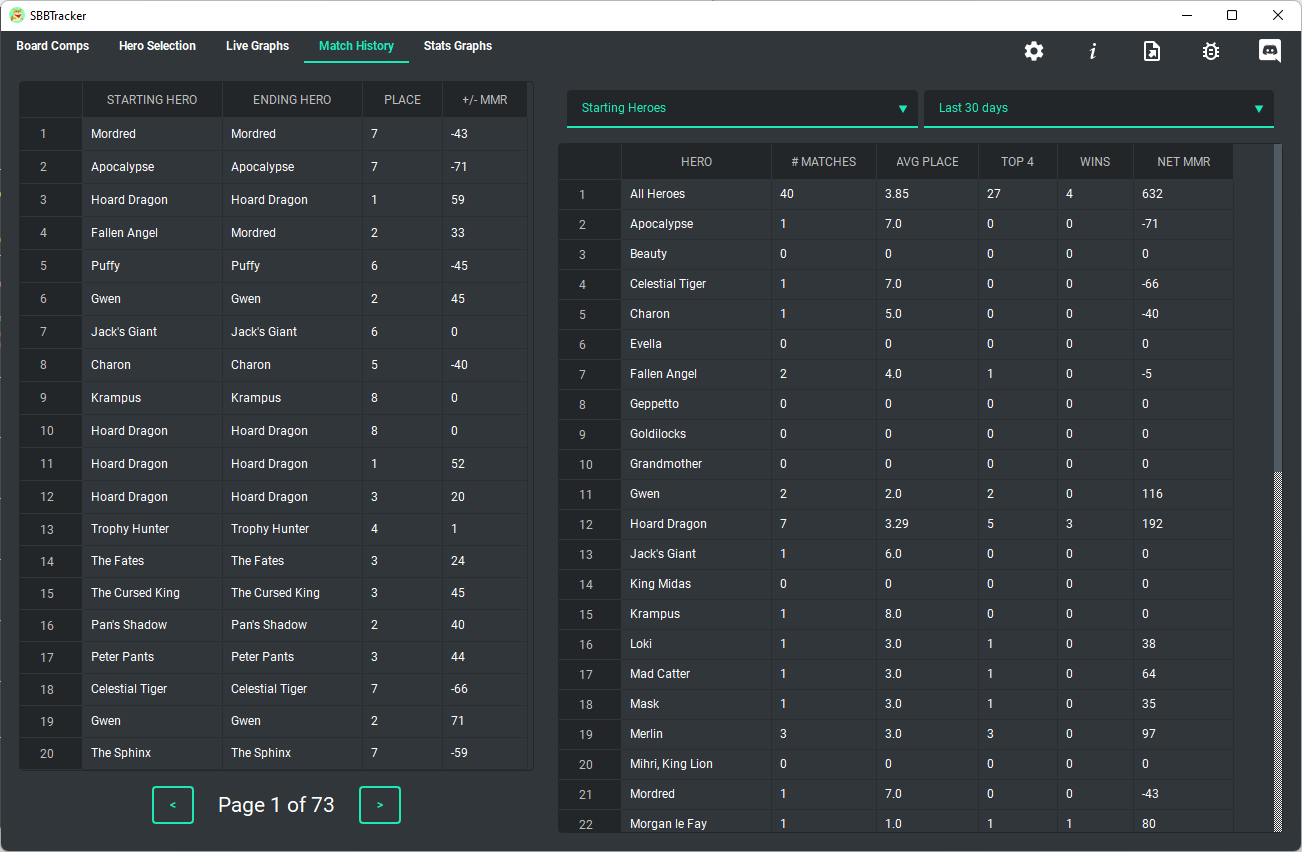 SBBTracker
Board Comps Hero Selection Live Graphs Match History Stats Graphs
STARTING HERO ENDING HERO PLACE +/- MMR
1 Mordred Mordred 7 -43
2 Apocalypse Apocalypse 7 -71
3 Hoard Dragon Hoard Dragon 1 59
4 Fallen Angel Mordred 2 33
5 Puffy Puffy 6 -45
6 Gwen Gwen 2 45
7 Jack's Giant Jack's Giant 6 0
8 Charon Charon 5 -40
9 Krampus Krampus 8 0
10 Hoard Dragon Hoard Dragon 8 0
11 Hoard Dragon Hoard Dragon 1 52
12 Hoard Dragon Hoard Dragon 3 20
13 Trophy Hunter Trophy Hunter 4 1
14 The Fates The Fates 3 24
15 The Cursed King The Cursed King 3 45
16 Pan's Shadow Pan's Shadow 2 40
17 Peter Pants Peter Pants 3 44
18 Celestial Tiger Celestial Tiger 7 -66
19 Gwen Gwen 2 71
20 The Sphinx The Sphinx 7 -59
< Page 1 of 73 >
Starting Heroes Last 30 days
HERO # MATCHES AVG PLACE TOP 4 WINS NET MMR
1 All Heroes 40 3.85 27 4 632
2 Apocalypse 1 7.0 0 0 -71
3 Beauty 0 0 0 0 0
4 Celestial Tiger 1 7.0 0 0 -66
5 Charon 1 5.0 0 0 -40
6 Evella 0 0 0 0 0
7 Fallen Angel 2 4.0 1 0 -5
8 Geppetto 0 0 0 0 0
9 Goldilocks 0 0 0 0 0
10 Grandmother 0 0 0 0 0
11 Gwen 2 2.0 2 0 116
12 Hoard Dragon 7 3.29 5 3 192
13 Jack's Giant 1 6.0 0 0 0
14 King Midas 0 0 0 0 0
15 Krampus 1 8.0 0 0 0
16 Loki 1 3.0 1 0 38
17 Mad Catter 1 3.0 1 0 64
18 Mask 1 3.0 1 0 35
19 Merlin 3 3.0 3 0 97
20 Mihri, King Lion 0 0 0 0 0
21 Mordred 1 7.0 0 0 -43
22 Morgan le Fay 1 1.0 1 1 80